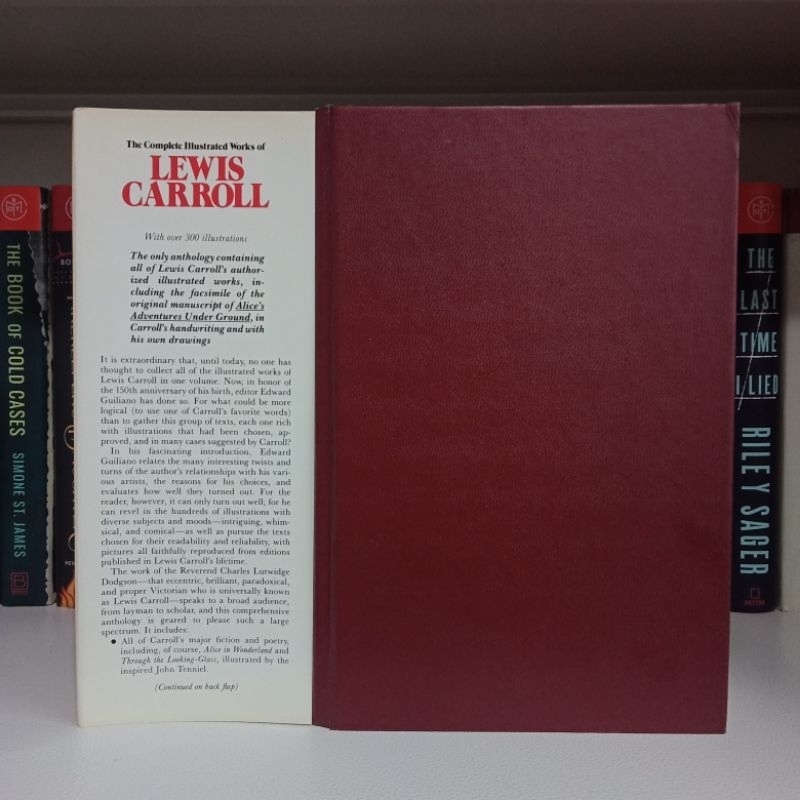 The Complete Illustrated Works of
LEWIS
CARROLL
With over 300 illustrations
The only anthology containing
all of Lewis Carroll's author-
ized illustrated works, in-
cluding the facsimile of the
original manuscript of Alice's
Adventures Under Ground, in
Carroll's handwriting and with
his own drawings
It is extraordinary that, until today, no one has
thought to collect all of the illustrated works of
Lewis Carroll in one volume. Now, in honor of
the 150th anniversary of his birth, editor Edward
Guiliano has done so. For what could be more
logical (to use one of Carroll's favorite words)
than to gather this group of texts, each one rich
with illustrations that had been chosen, ap-
proved, and in many cases suggested by Carroll?
In his fascinating introduction, Edward
Guiliano relates the many interesting twists and
turns of the author's relationships with his vari-
ous artists, the reasons for his choices, and
evaluates how well they turned out. For the
reader, however, it can only turn out well, for he
can revel in the hundreds of illustrations with
diverse subjects and moods—intriguing, whim-
sical, and comical—as well as pursue the texts
chosen for their readability and reliability, with
pictures all faithfully reproduced from editions
published in Lewis Carroll's lifetime.
The work of the Reverend Charles Lutwidge
Dodgson—that eccentric, brilliant, paradoxical,
and proper Victorian who is universally known
as Lewis Carroll—speaks to a broad audience,
from layman to scholar, and this comprehensive
anthology is geared to please such a large
spectrum. It includes:
● All of Carroll's major fiction and poetry,
including, of course, Alice in Wonderland and
Through the Looking-Glass, illustrated by the
inspired John Tenniel.
(Continued on back flap)
THE BOOK OF COLD CASES
SIMONE ST. JAMES
THE
LAST
TIME
I LIED
RILEY SAGER
DUTTON